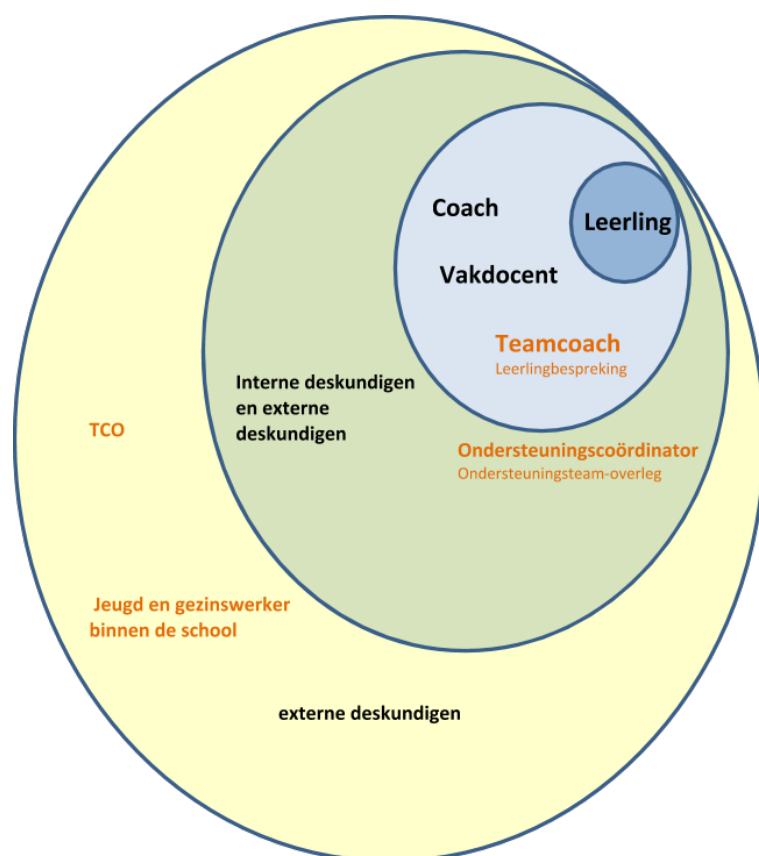 Coach
Leerling
Vakdocent
Teamcoach
Leerlingbespreking
Interne deskundigen
en externe
deskundigen
TCO
Ondersteuningscoördinator
Ondersteuningsteam-overleg
Jeugd en gezinswerker
binnen de school
externe deskundigen